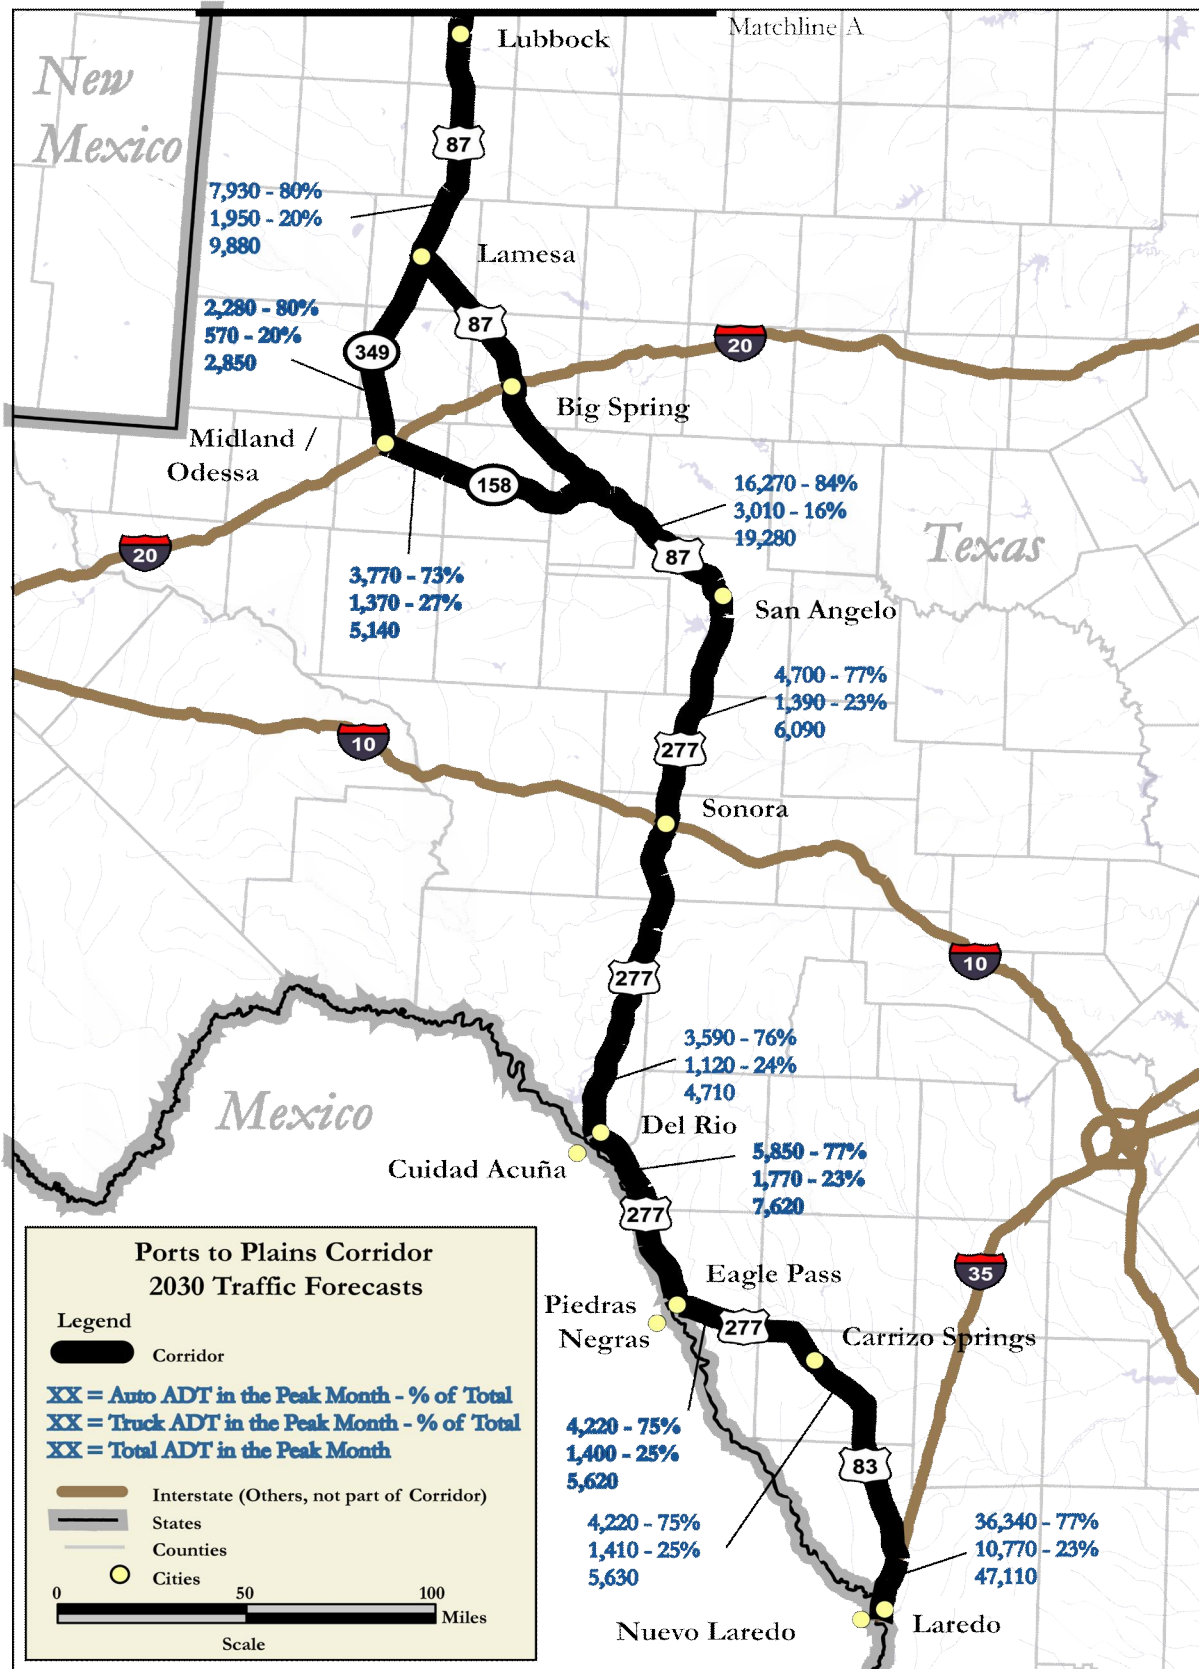 Matchline A
Lubbock
New
Mexico
87
7,930 - 80%
1,950 - 20%
9,880
Lamesa
2,280 - 80%
570 - 20%
2,850
87
349
20
Big Spring
Midland /
Odessa
158
16,270 - 84%
3,010 - 16%
19,280
Texas
20
87
3,770 - 73%
1,370 - 27%
5,140
San Angelo
4,700 - 77%
1,390 - 23%
6,090
10
277
Sonora
10
277
3,590 - 76%
1,120 - 24%
4,710
Mexico
Del Rio
Cuidad Acuña
5,850 - 77%
1,770 - 23%
7,620
277
35
Eagle Pass
Piedras
Negras
277
Carrizo Springs
4,220 - 75%
1,400 - 25%
5,620
83
4,220 - 75%
1,410 - 25%
5,630
36,340 - 77%
10,770 - 23%
47,110
Nuevo Laredo
Laredo
Ports to Plains Corridor
2030 Traffic Forecasts
Legend
Corridor
XX = Auto ADT in the Peak Month - % of Total
XX = Truck ADT in the Peak Month - % of Total
XX = Total ADT in the Peak Month
Interstate (Others, not part of Corridor)
States
Counties
Cities
0 50 100
Miles
Scale